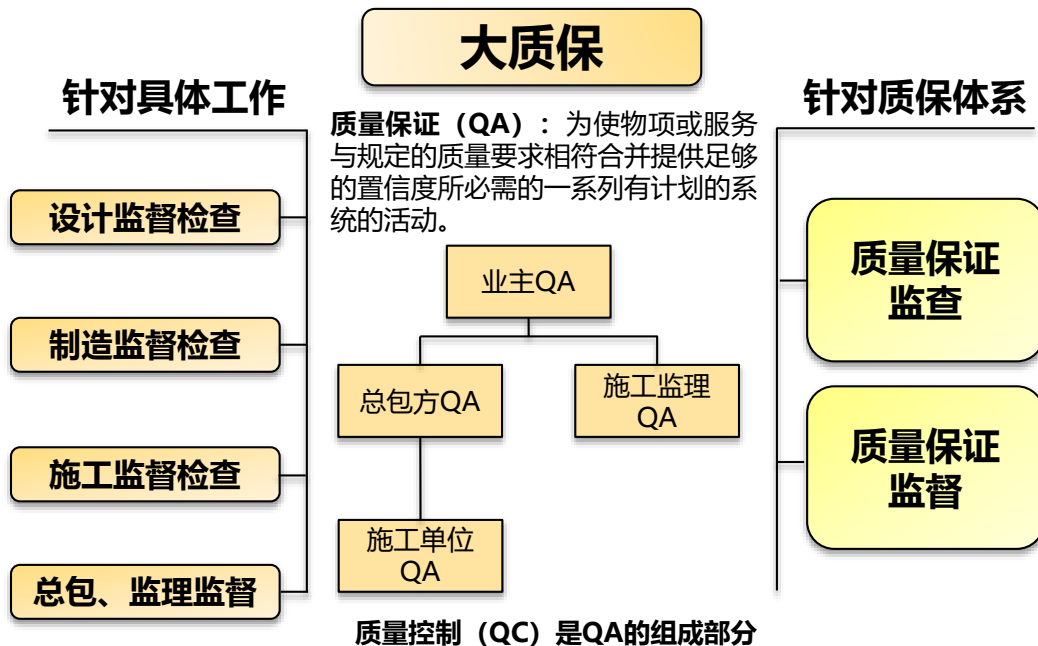 大质保
针对具体工作
设计监督检查
制造监督检查
施工监督检查
总包、监理监督
质量保证（QA）：为使物项或服务
与规定的质量要求相符合并提供足够
的置信度所必需的一系列有计划的系
统的活动。
业主QA
总包方QA
施工监理
QA
施工单位
QA
质量控制（QC）是QA的组成部分
针对质保体系
质量保证
监查
质量保证
监督